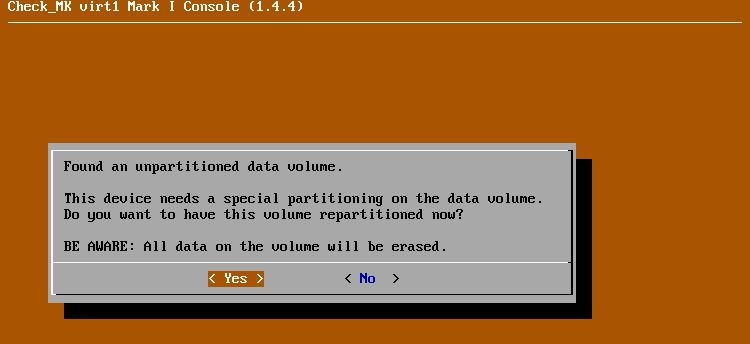 Check_MK virt1 Mark I Console (1.4.4)
Found an unpartitioned data volume.
This device needs a special partitioning on the data volume.
Do you want to have this volume repartitioned now?
BE AWARE: All data on the volume will be erased.
< Yes > < No >